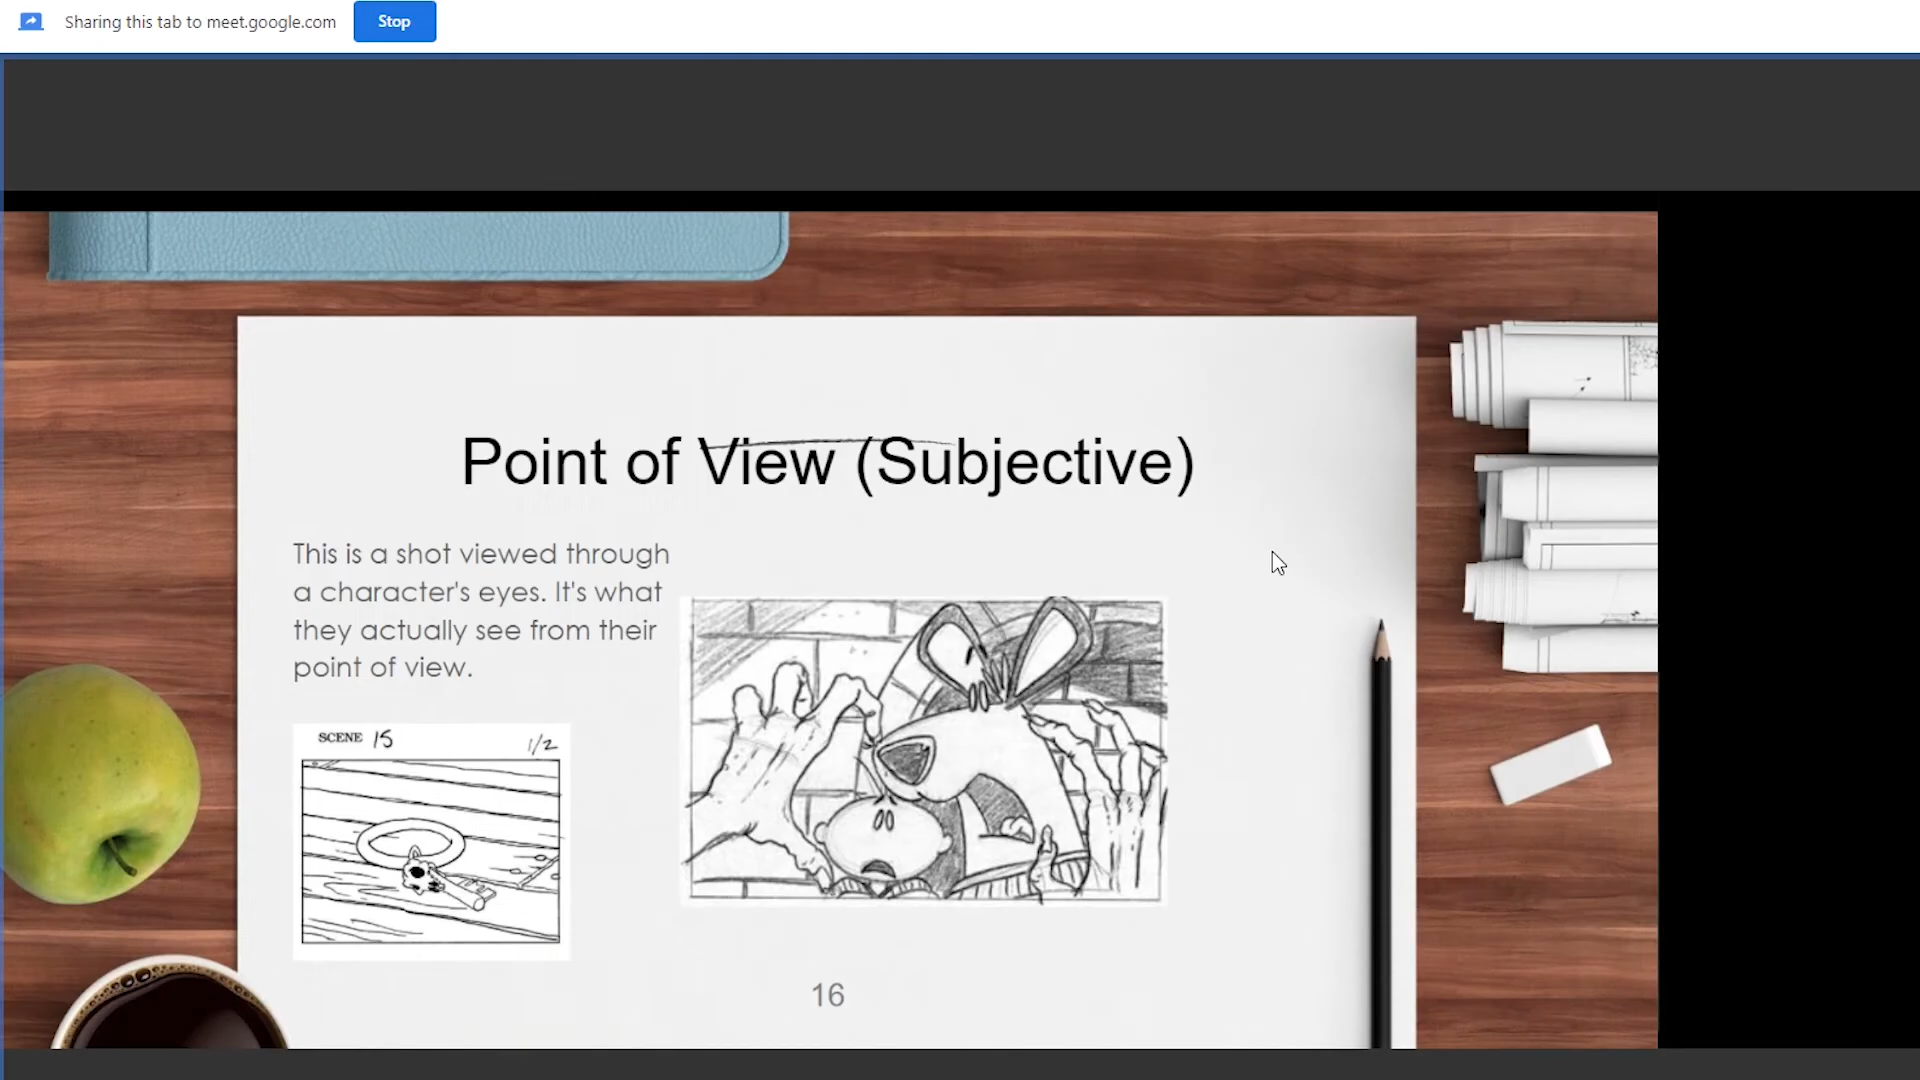 Sharing this tab to meet.google.com
Stop
Point of View (Subjective)
This is a shot viewed through
a character's eyes. It's what
they actually see from their
point of view.
SCENE 15
1/2
16